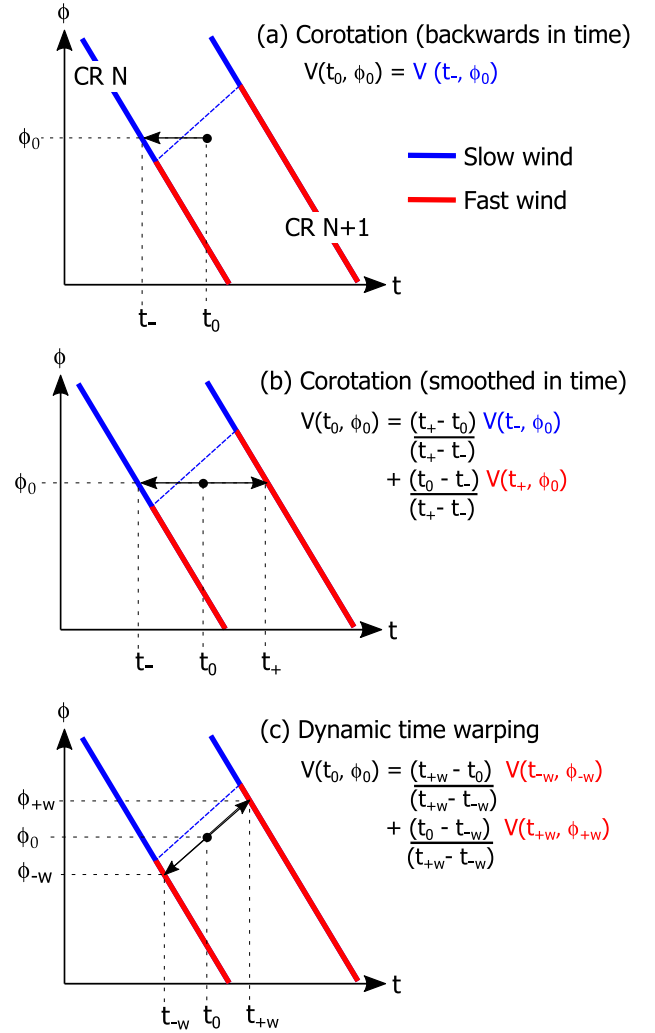 ϕ
(a) Corotation (backwards in time)
V(t₀, ϕ₀) = V (t₋, ϕ₀)
CR N
ϕ₀
Slow wind
Fast wind
CR N+1
t
t₋
t₀
ϕ
(b) Corotation (smoothed in time)
V(t₀, ϕ₀) = (t₊ - t₀) V(t₋, ϕ₀)
(t₊ - t₋)
+ (t₀ - t₋) V(t₊, ϕ₀)
(t₊ - t₋)
ϕ₀
t
t₋
t₀
t₊
ϕ
(c) Dynamic time warping
V(t₀, ϕ₀) = (t₊w - t₀) V(t₋w, ϕ₋w)
(t₊w - t₋w)
+ (t₀ - t₋w) V(t₊w, ϕ₊w)
(t₊w - t₋w)
ϕ₊w
ϕ₀
ϕ₋w
t
t₋w
t₀
t₊w